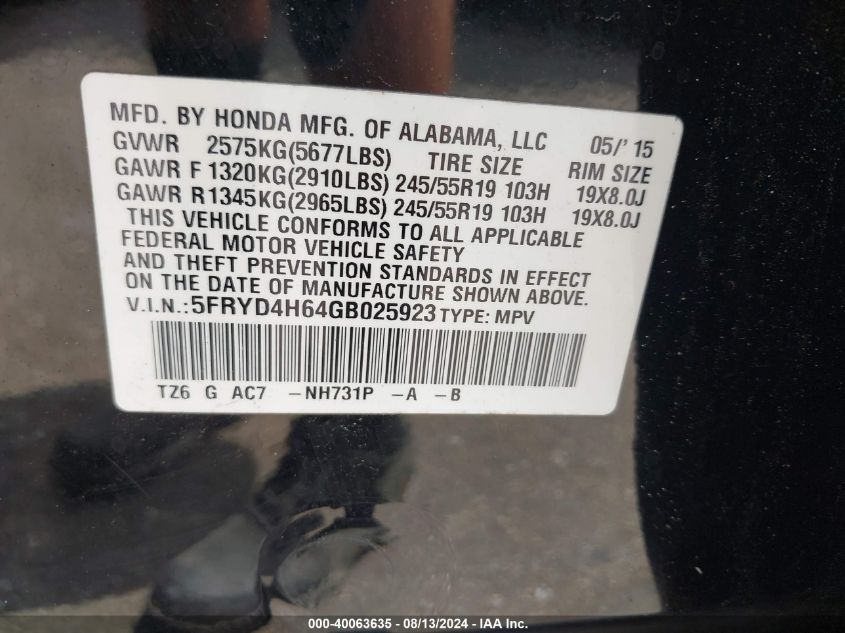 MFD. BY HONDA MFG. OF ALABAMA, LLC 05/'15
GVWR 2575KG(5677LBS) TIRE SIZE RIM SIZE
GAWR F 1320KG(2910LBS) 245/55R19 103H 19X8.0J
GAWR R1345KG(2965LBS) 245/55R19 103H 19X8.0J
THIS VEHICLE CONFORMS TO ALL APPLICABLE
FEDERAL MOTOR VEHICLE SAFETY
AND THEFT PREVENTION STANDARDS IN EFFECT
ON THE DATE OF MANUFACTURE SHOWN ABOVE.
V.I.N.:5FRYD4H64GB025923 TYPE: MPV
TZ6 G AC7 -NH731P -A -B
000-40063635 - 08/13/2024 - IAA Inc.